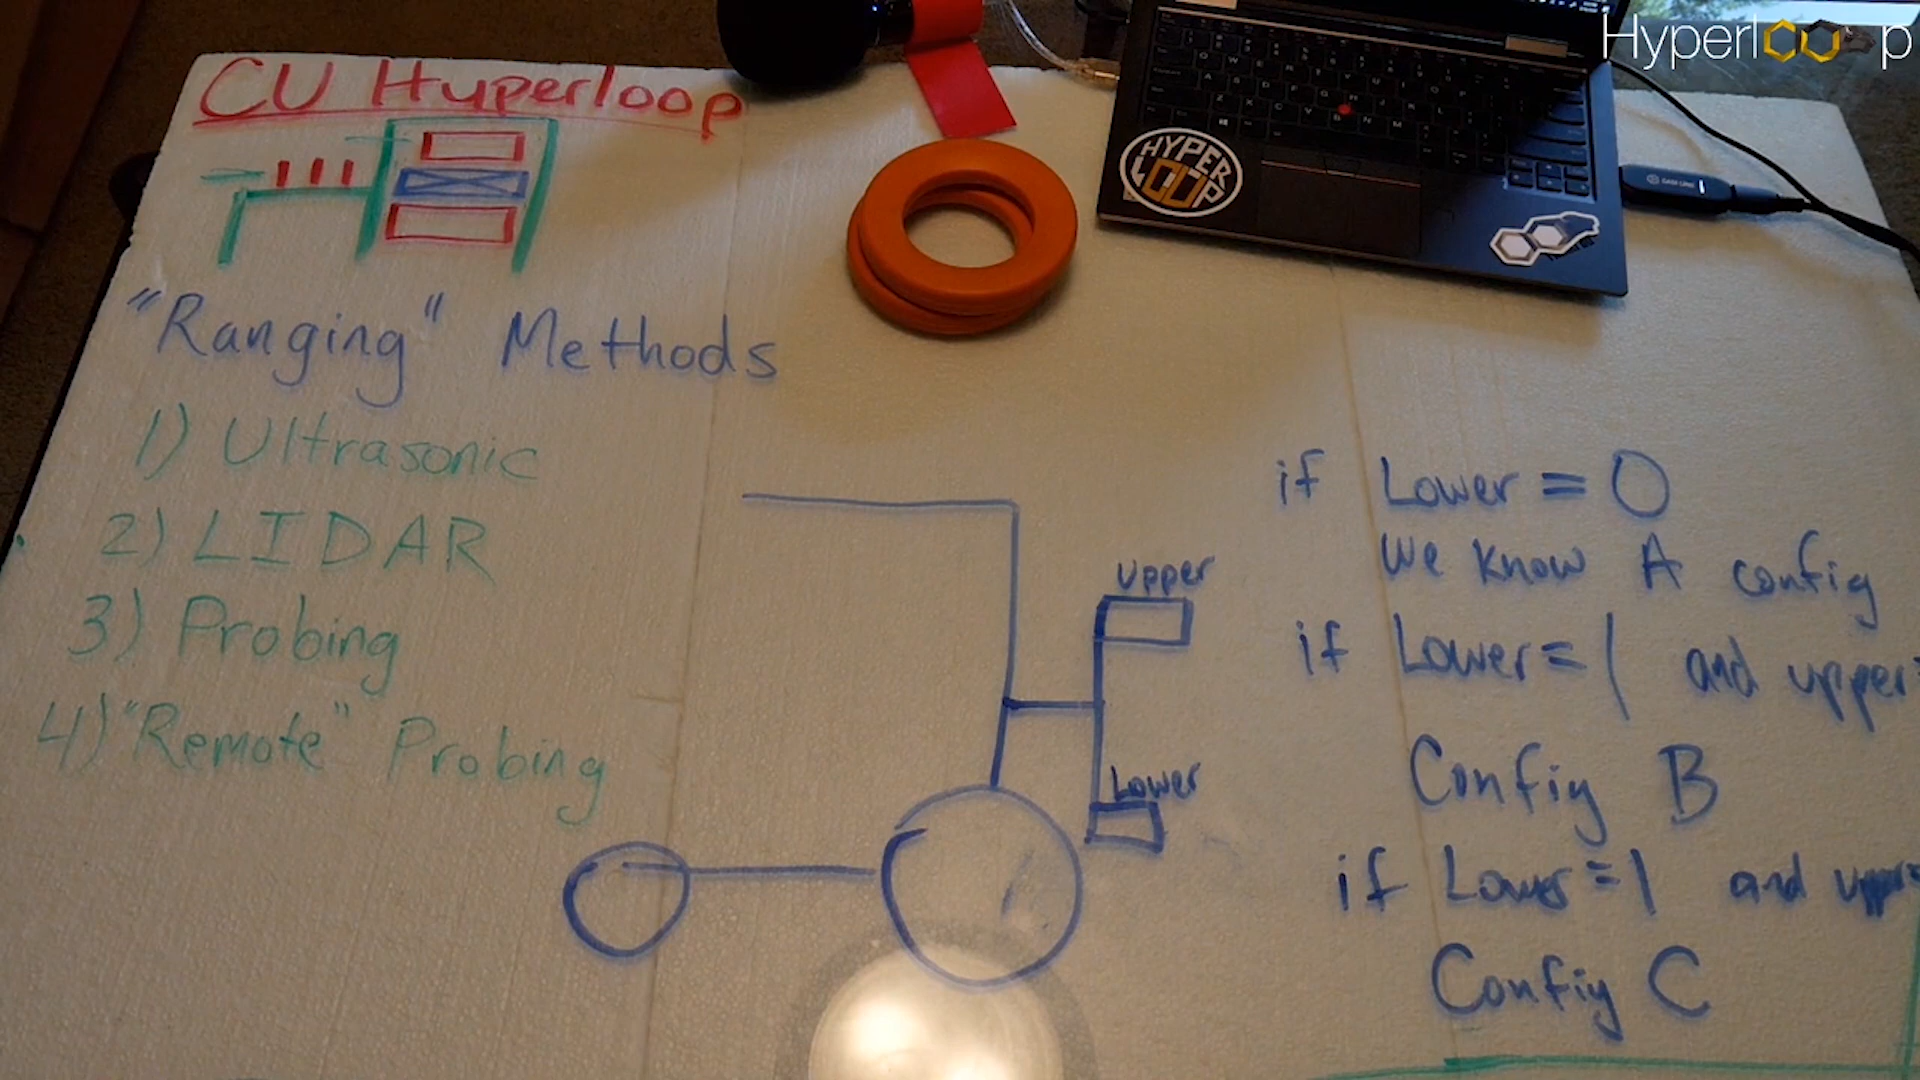 Hyperloop
CU Hyperloop
HYPER
LOOP
"Ranging" Methods
1) Ultrasonic
2) LIDAR
3) Probing
4) "Remote" Probing
Upper
Lower
if Lower = 0
We know A config
if Lower = 1 and upper=
Config B
if Lower = 1 and upper=
Config C